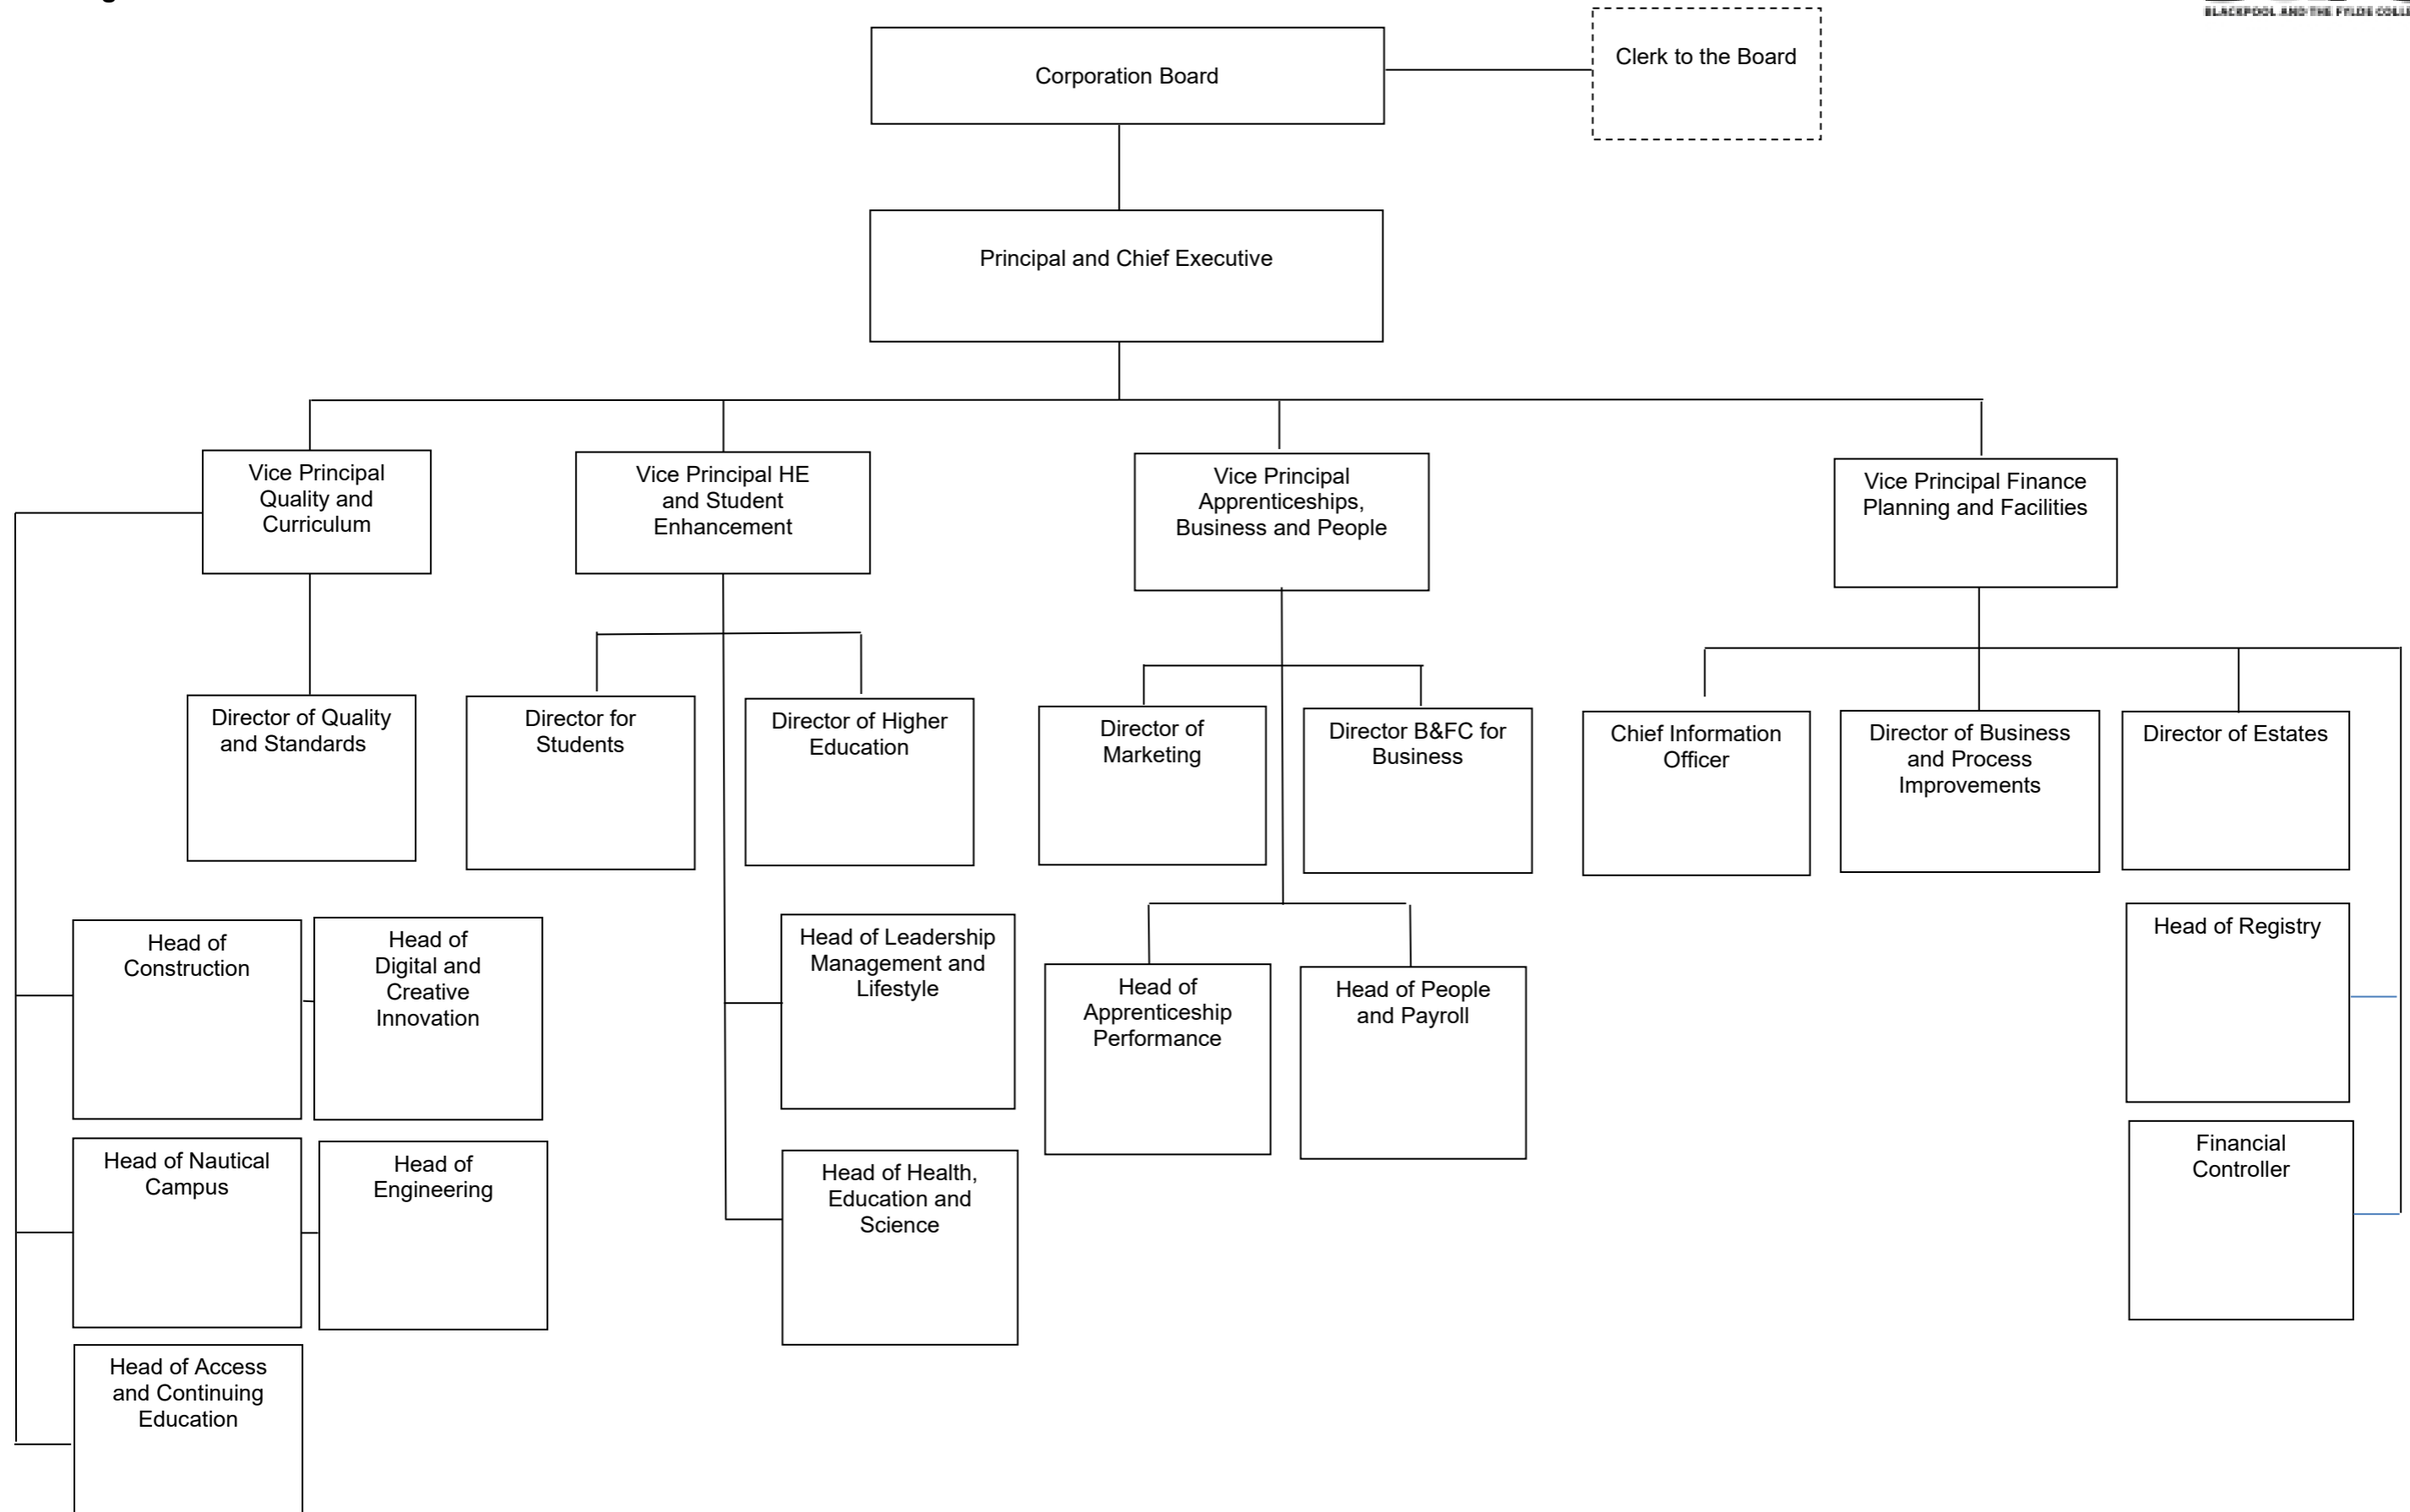 BLACKPOOL AND THE FYLDE COLLE
Corporation Board
Clerk to the Board
Principal and Chief Executive
Vice Principal
Quality and
Curriculum
Vice Principal HE
and Student
Enhancement
Vice Principal
Apprenticeships,
Business and People
Vice Principal Finance
Planning and Facilities
Director of Quality
and Standards
Director for
Students
Director of Higher
Education
Director of
Marketing
Director B&FC for
Business
Chief Information
Officer
Director of Business
and Process
Improvements
Director of Estates
Head of
Construction
Head of
Digital and
Creative
Innovation
Head of Leadership
Management and
Lifestyle
Head of
Apprenticeship
Performance
Head of People
and Payroll
Head of Registry
Head of Nautical
Campus
Head of
Engineering
Head of Health,
Education and
Science
Financial
Controller
Head of Access
and Continuing
Education